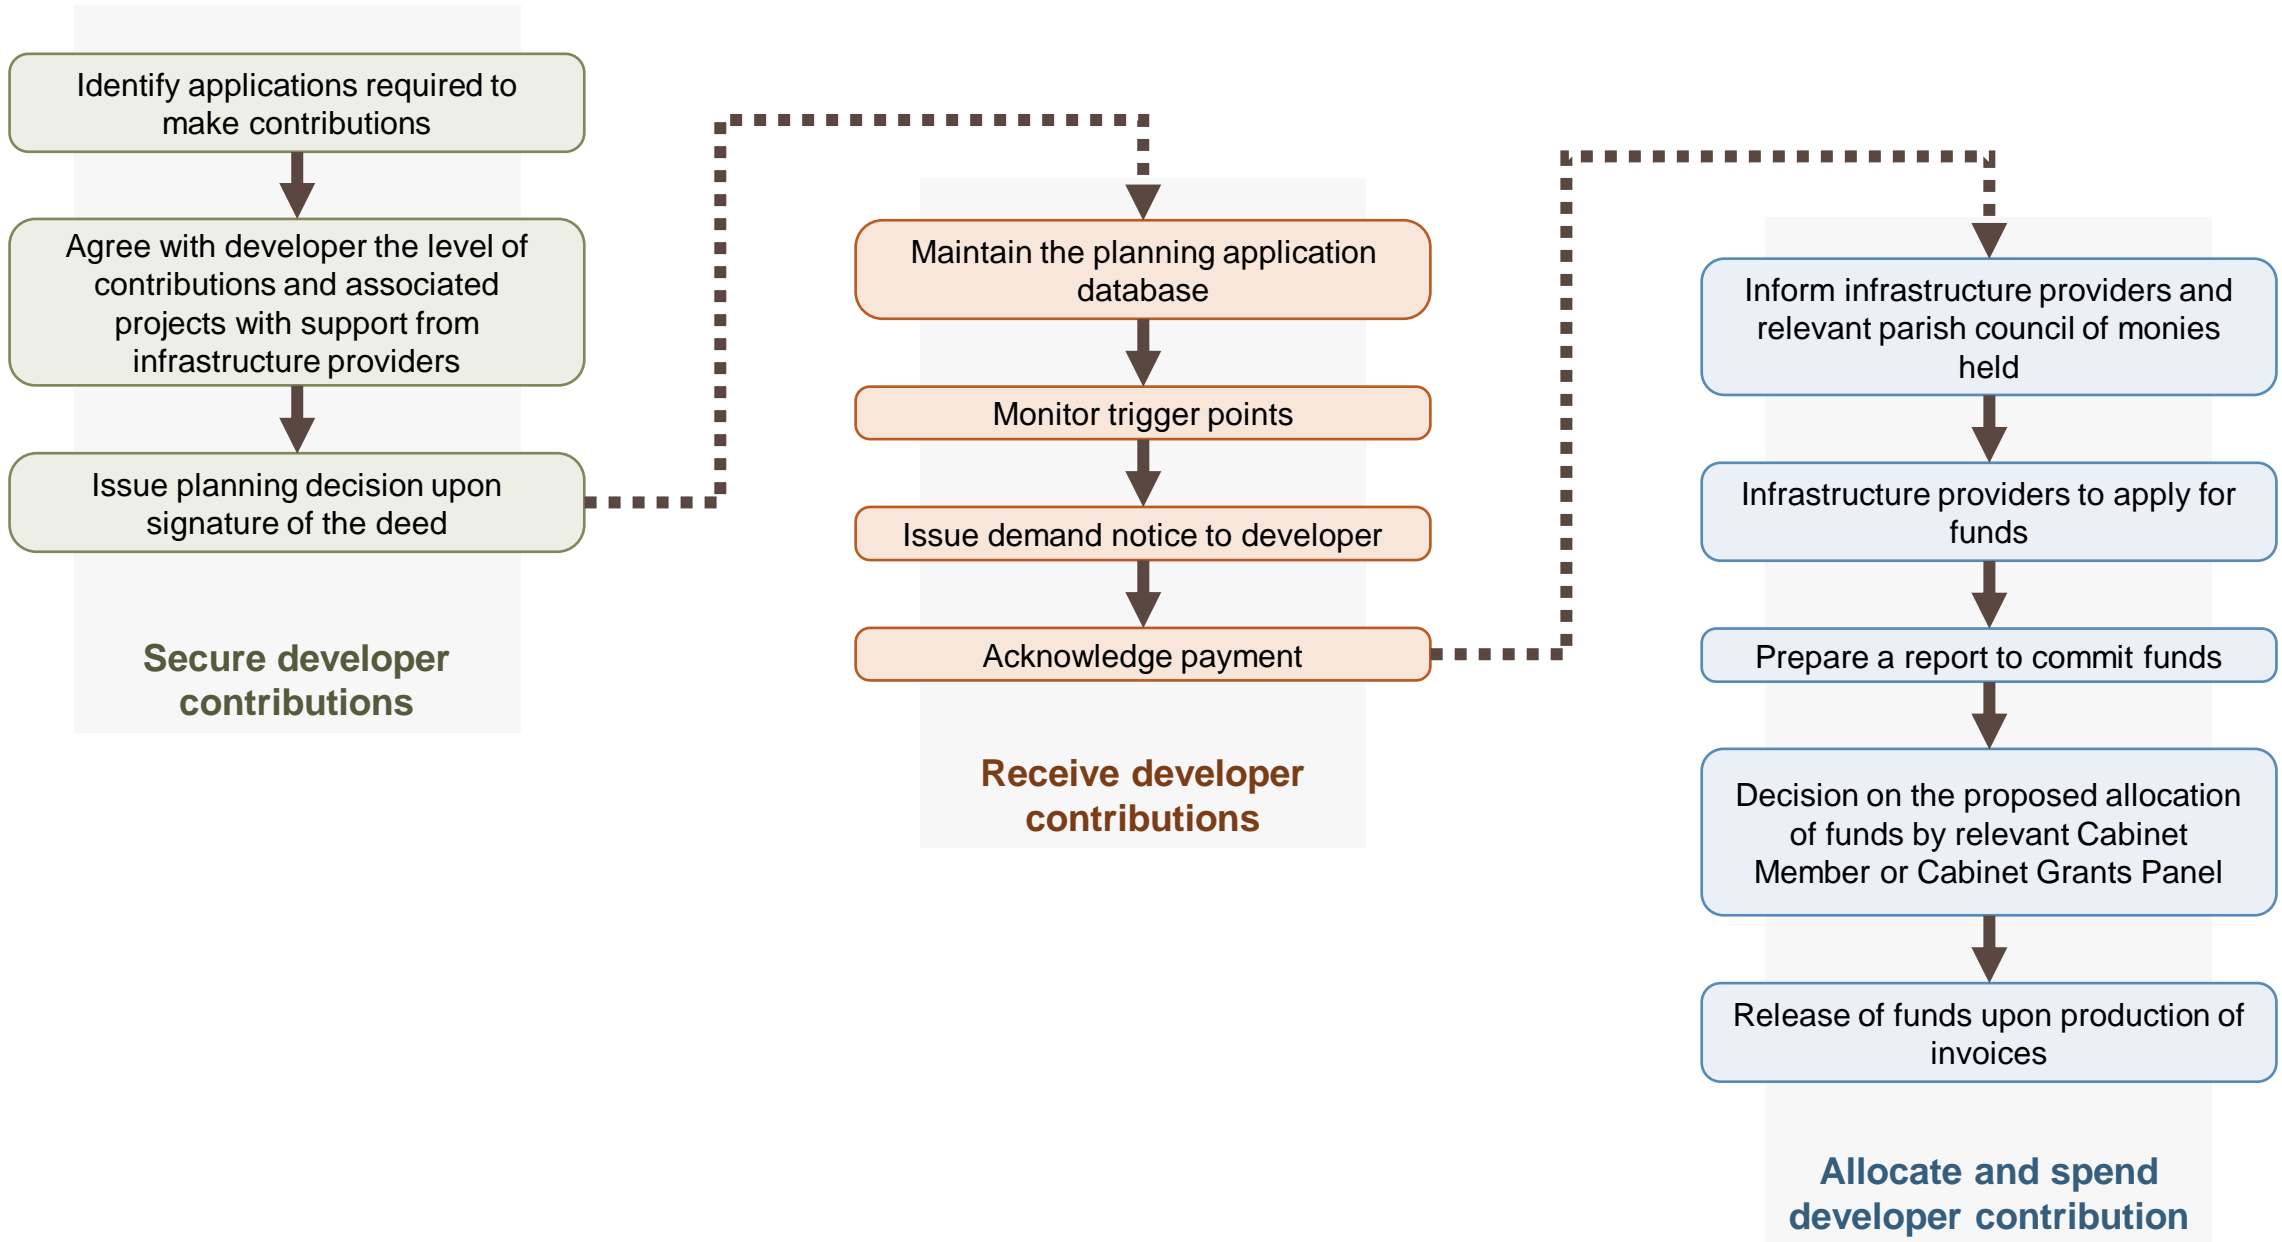 Identify applications required to
make contributions
Agree with developer the level of
contributions and associated
projects with support from
infrastructure providers
Issue planning decision upon
signature of the deed
Secure developer
contributions
Maintain the planning application
database
Monitor trigger points
Issue demand notice to developer
Acknowledge payment
Receive developer
contributions
Inform infrastructure providers and
relevant parish council of monies
held
Infrastructure providers to apply for
funds
Prepare a report to commit funds
Decision on the proposed allocation
of funds by relevant Cabinet
Member or Cabinet Grants Panel
Release of funds upon production of
invoices
Allocate and spend
developer contribution